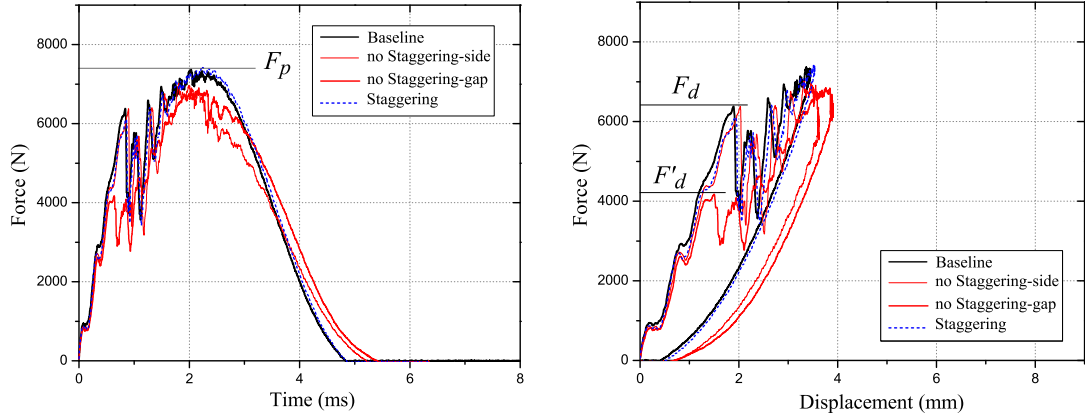 8000
6000
4000
2000
0
Force (N)
F_p
Baseline
no Staggering-side
no Staggering-gap
Staggering
0 2 4 6 8
Time (ms)
8000
6000
4000
2000
0
Force (N)
F_d
F'_d
Baseline
no Staggering-side
no Staggering-gap
Staggering
0 2 4 6 8
Displacement (mm)